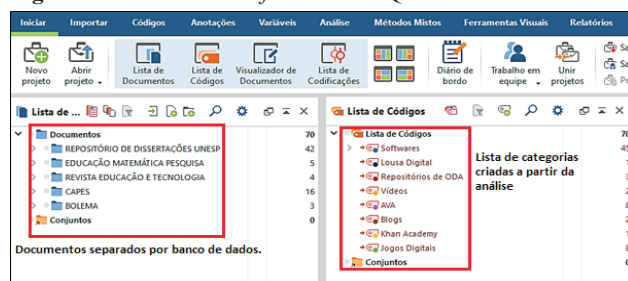 Iniciar Importar Códigos Anotações Variáveis Análise Métodos Mistos Ferramentas Visuais Relatórios
Novo projeto
Abrir projeto
Lista de Documentos
Lista de Códigos
Visualizador de Documentos
Lista de Codificações
Diário de bordo
Trabalho em equipe
Unir projetos
Lista de ...
Documentos 70
REPOSITÓRIO DE DISSERTAÇÕES UNESP 42
EDUCAÇÃO MATEMÁTICA PESQUISA 5
REVISTA EDUCAÇÃO E TECNOLOGIA 4
CAPES 16
BOLEMA 3
Conjuntos 0
Documentos separados por banco de dados.
Lista de Códigos
Lista de Códigos
Softwares
Lousa Digital
Repositórios de ODA
Vídeos
AVA
Blogs
Khan Academy
Jogos Digitais
Conjuntos
Lista de categorias
criadas a partir da
análise